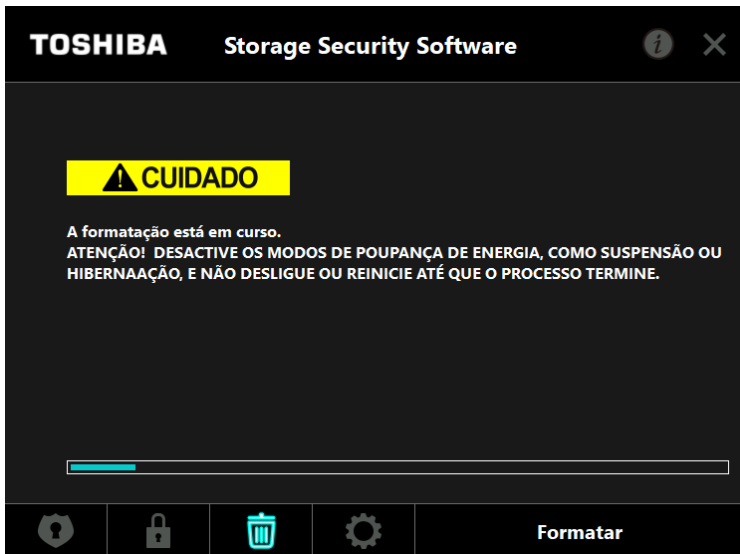 TOSHIBA Storage Security Software
CUIDADO
A formatação está em curso.
ATENÇÃO! DESACTIVE OS MODOS DE POUPANÇA DE ENERGIA, COMO SUSPENSÃO OU
HIBERNAAÇÃO, E NÃO DESLIGUE OU REINICIE ATÉ QUE O PROCESSO TERMINE.
Formatar